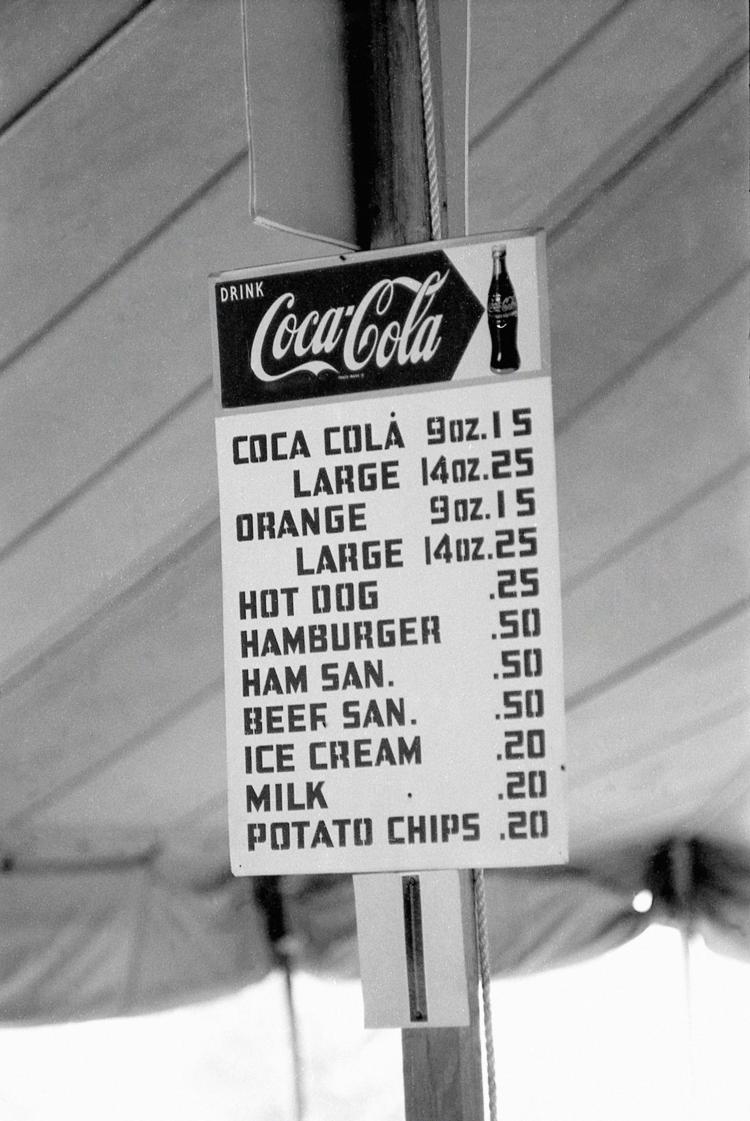 DRINK
Coca-Cola
COCA COLA 9oz. 15
LARGE 14oz. 25
ORANGE 9oz. 15
LARGE 14oz. 25
HOT DOG .25
HAMBURGER .50
HAM SAN. .50
BEEF SAN. .50
ICE CREAM .20
MILK .20
POTATO CHIPS .20